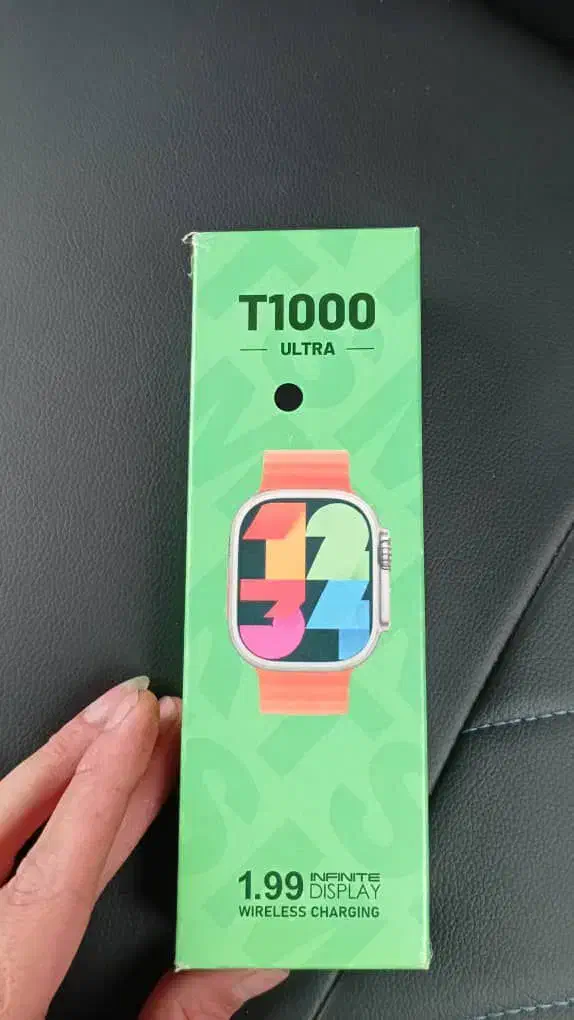 T1000
ULTRA
12
34
1.99 INFINITE DISPLAY
WIRELESS CHARGING